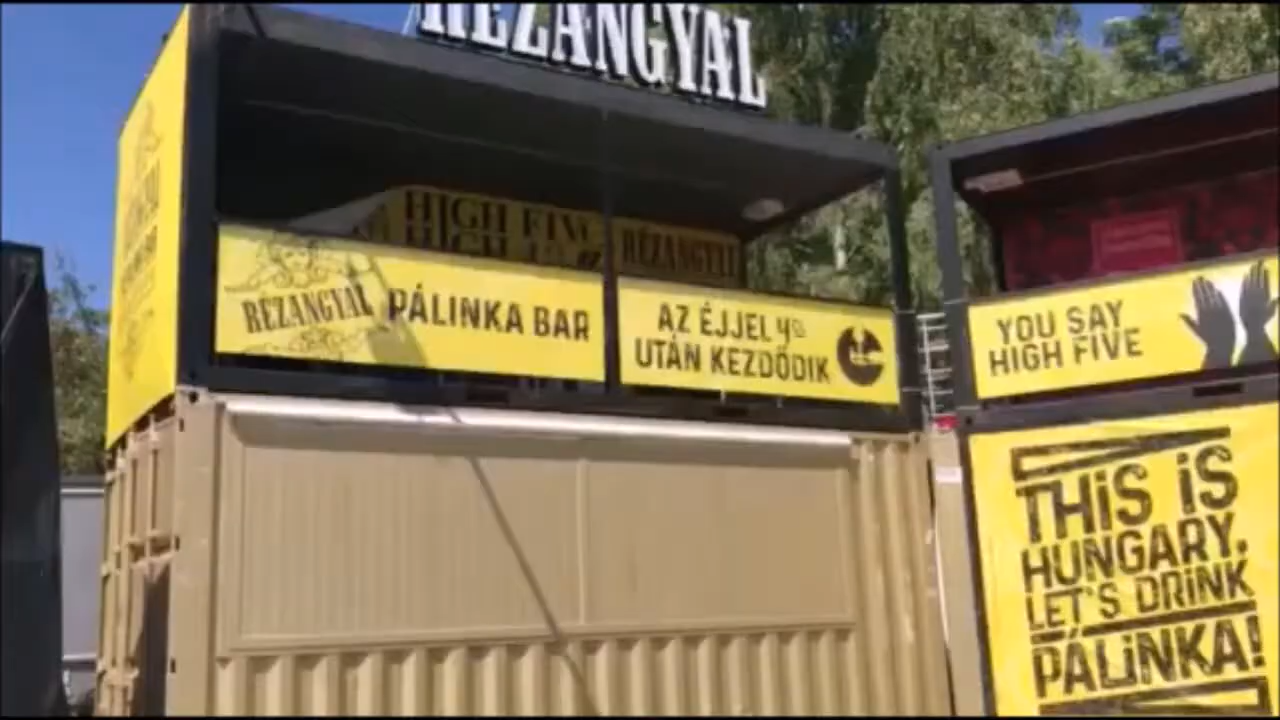 RÉZANGYAL
HIGH FIVE
RÉZANGYAL
RÉZANGYAL PÁLINKA BAR
AZ ÉJJEL 4
UTÁN KEZDŐDIK
YOU SAY
HIGH FIVE
THIS IS
HUNGARY.
LET'S DRINK
PÁLINKA!